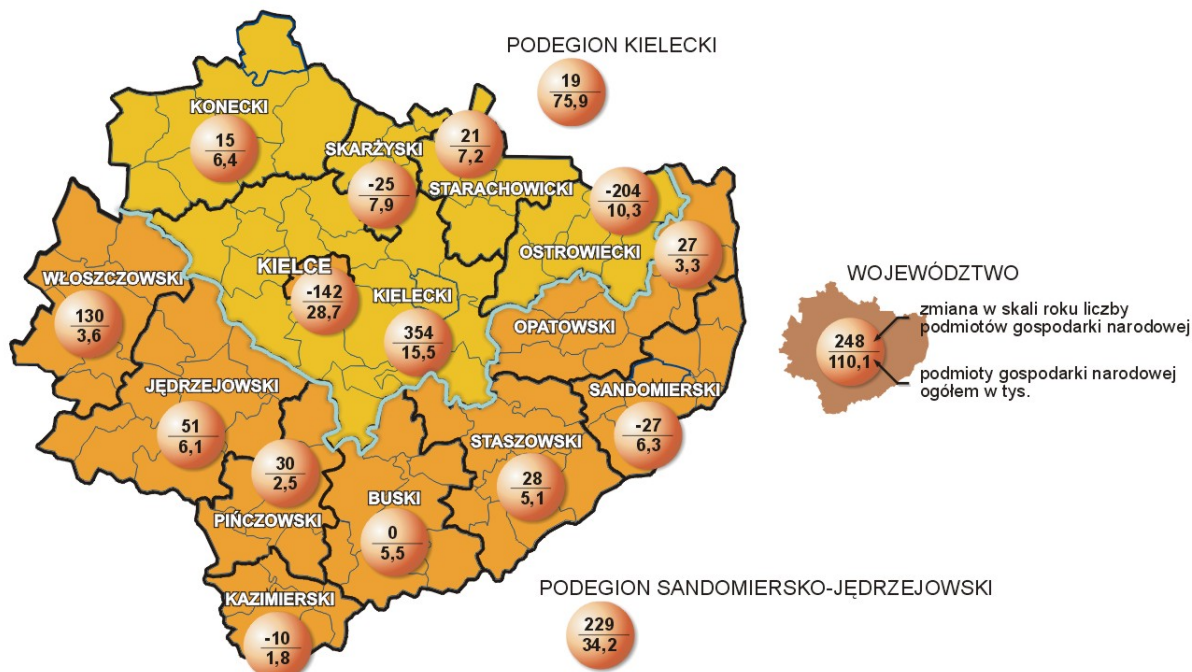 PODEGION KIELECKI
19
75,9
KONECKI
15
6,4
SKARŻYSKI
-25
7,9
21
7,2
STARACHOWICKI
-204
10,3
OSTROWIECKI
27
3,3
OPATOWSKI
WŁOSZCZOWSKI
130
3,6
KIELCE
-142
28,7
KIELECKI
354
15,5
WOJEWÓDZTWO
248
110,1
zmiana w skali roku liczby
podmiotów gospodarki narodowej
podmioty gospodarki narodowej
ogółem w tys.
JĘDRZEJOWSKI
51
6,1
SANDOMIERSKI
-27
6,3
STASZOWSKI
28
5,1
30
2,5
PIŃCZOWSKI
BUSKI
0
5,5
KAZIMIERSKI
-10
1,8
PODEGION SANDOMIERSKO-JĘDRZEJOWSKI
229
34,2